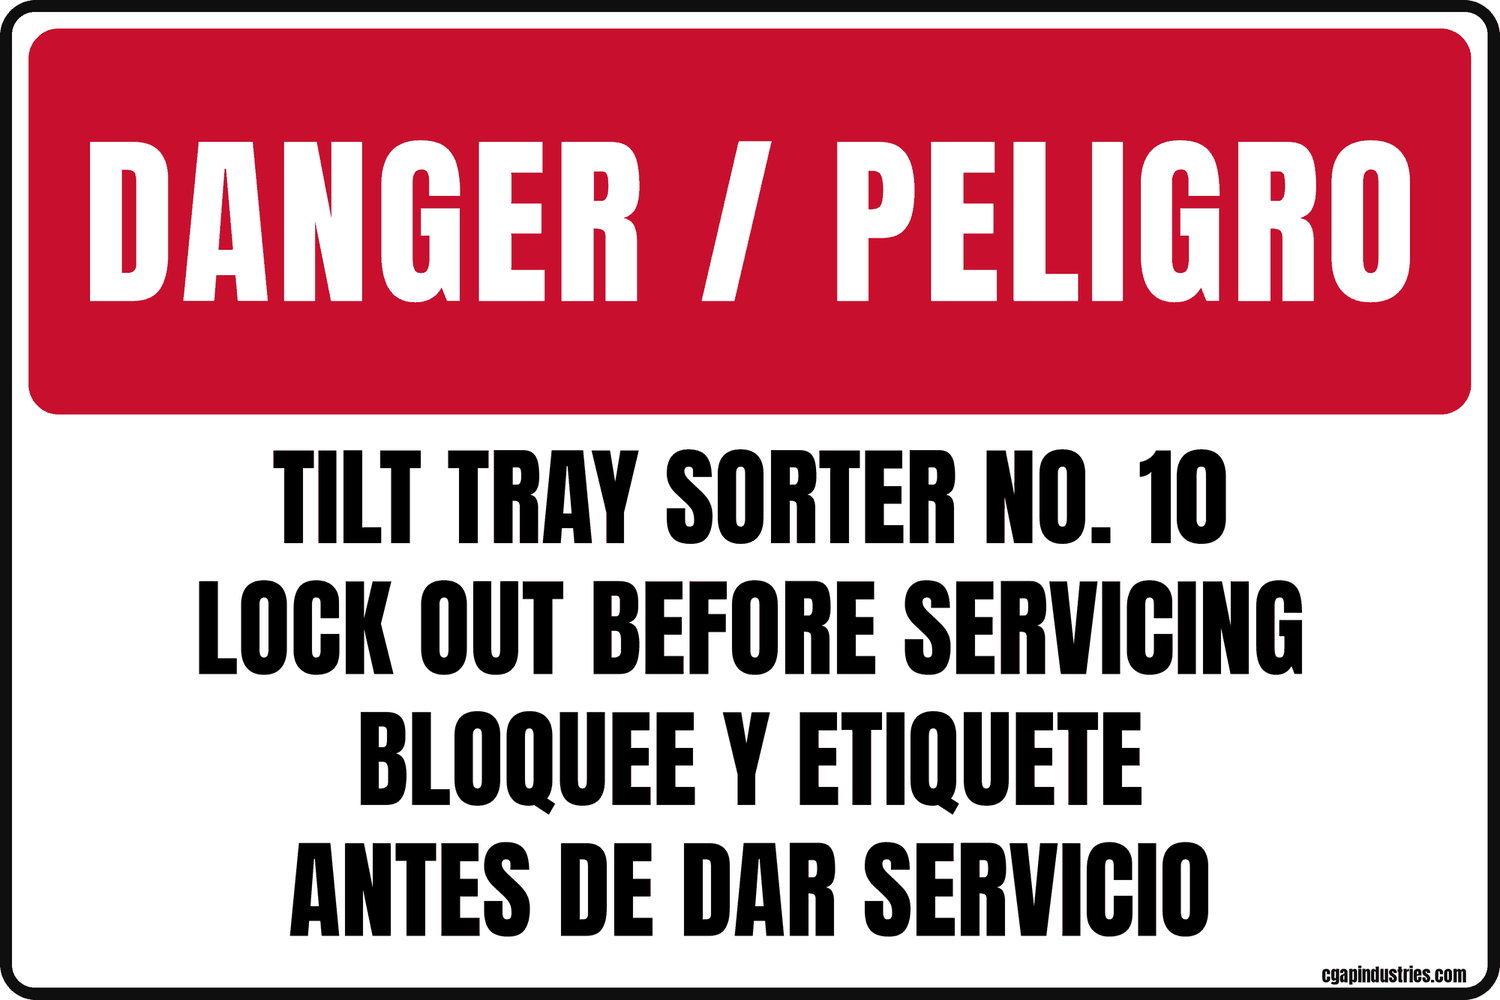 DANGER / PELIGRO
TILT TRAY SORTER NO. 10
LOCK OUT BEFORE SERVICING
BLOQUEE Y ETIQUETE
ANTES DE DAR SERVICIO
cgapindustries.com